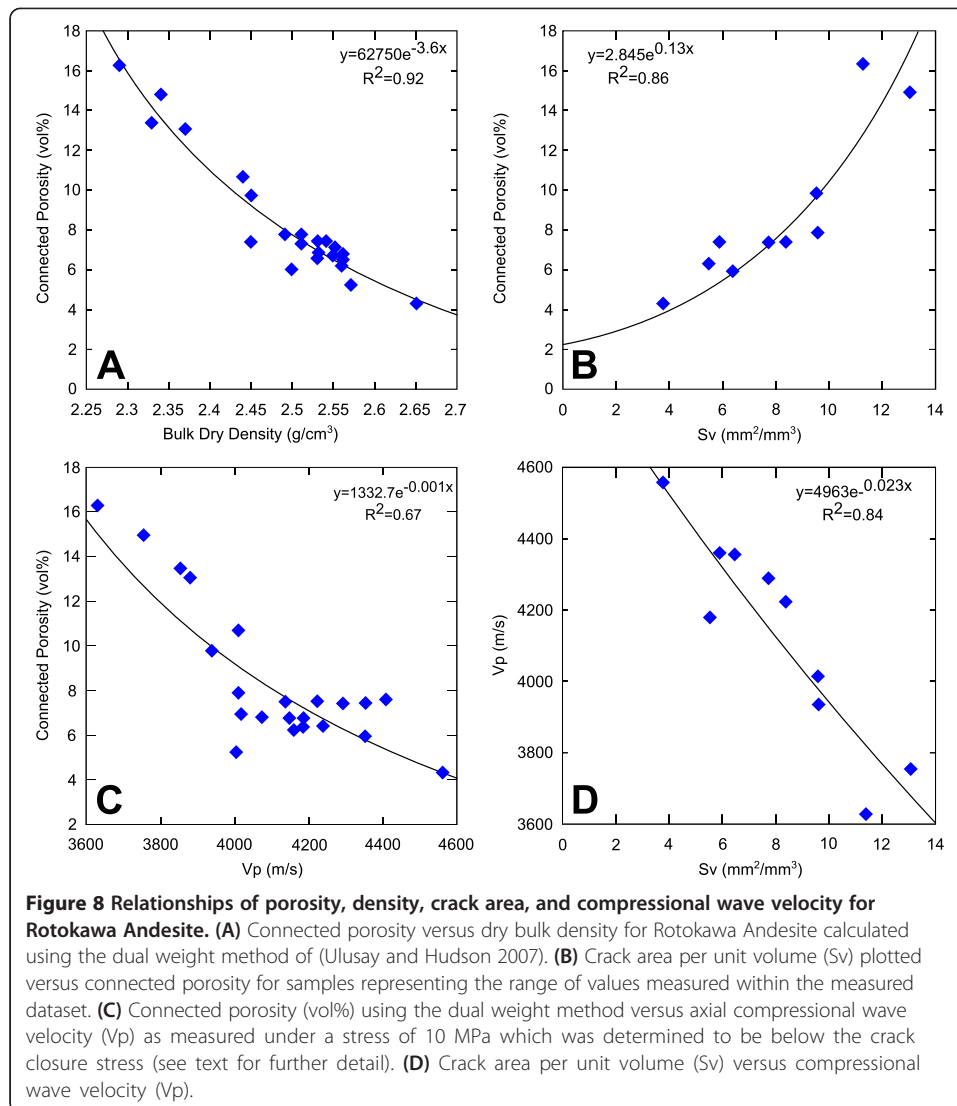 y=62750e^-3.6x
R^2=0.92
Connected Porosity (vol%)
18
16
14
12
10
8
6
4
2
0
A
2.25 2.3 2.35 2.4 2.45 2.5 2.55 2.6 2.65 2.7
Bulk Dry Density (g/cm³)
y=2.845e^0.13x
R^2=0.86
Connected Porosity (vol%)
18
16
14
12
10
8
6
4
2
0
B
0 2 4 6 8 10 12 14
Sv (mm²/mm³)
y=1332.7e^-0.001x
R^2=0.67
Connected Porosity (vol%)
18
16
14
12
10
8
6
4
2
C
3600 3800 4000 4200 4400 4600
Vp (m/s)
y=4963e^-0.023x
R^2=0.84
Vp (m/s)
4600
4400
4200
4000
3800
3600
D
0 2 4 6 8 10 12 14
Sv (mm²/mm³)
Figure 8 Relationships of porosity, density, crack area, and compressional wave velocity for
Rotokawa Andesite. (A) Connected porosity versus dry bulk density for Rotokawa Andesite calculated
using the dual weight method of (Ulusay and Hudson 2007). (B) Crack area per unit volume (Sv) plotted
versus connected porosity for samples representing the range of values measured within the measured
dataset. (C) Connected porosity (vol%) using the dual weight method versus axial compressional wave
velocity (Vp) as measured under a stress of 10 MPa which was determined to be below the crack
closure stress (see text for further detail). (D) Crack area per unit volume (Sv) versus compressional
wave velocity (Vp).